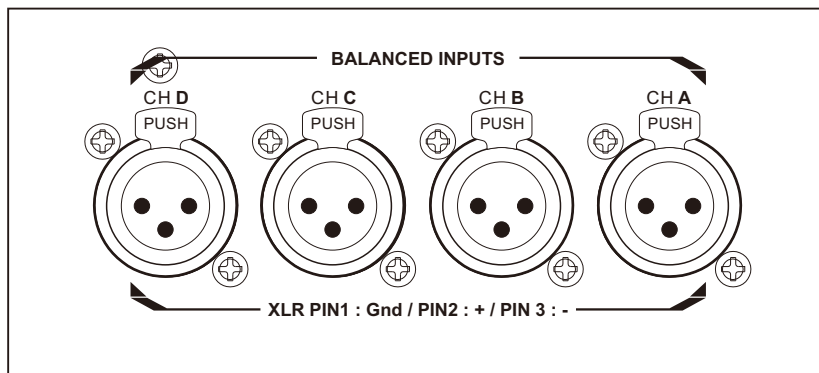 BALANCED INPUTS
CH D CH C CH B CH A
PUSH PUSH PUSH PUSH
XLR PIN1 : Gnd / PIN2 : + / PIN 3 : -